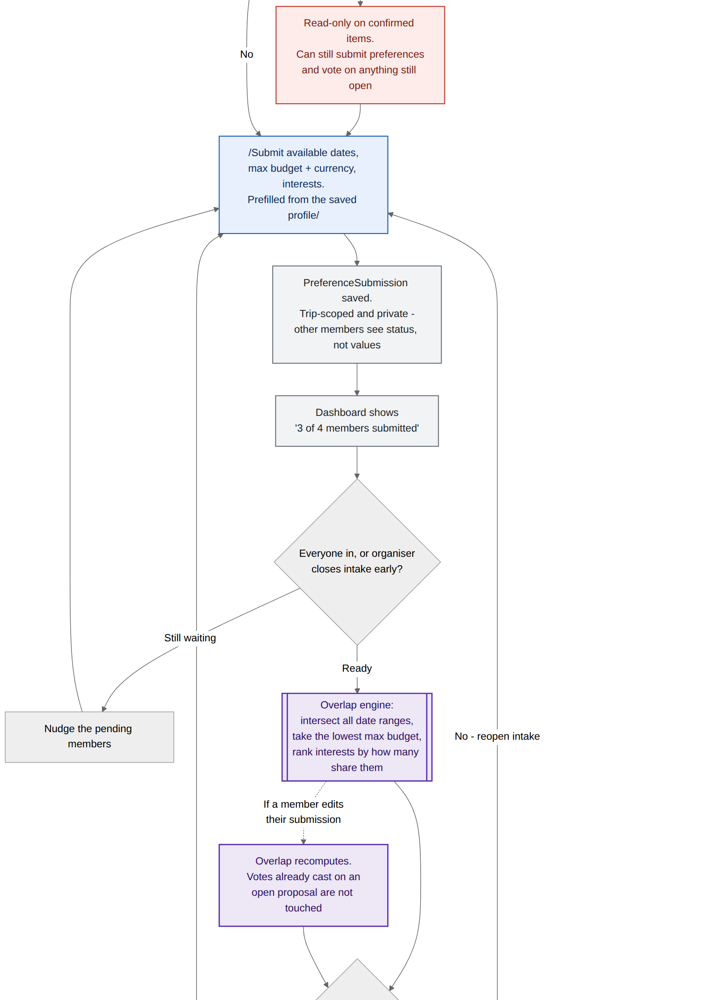 Read-only on confirmed
items.
Can still submit preferences
and vote on anything still
open
No
/Submit available dates,
max budget + currency,
interests.
Prefilled from the saved
profile/
PreferenceSubmission
saved.
Trip-scoped and private -
other members see status,
not values
Dashboard shows
'3 of 4 members submitted'
Everyone in, or organiser
closes intake early?
Still waiting
Ready
Nudge the pending
members
Overlap engine:
intersect all date ranges,
take the lowest max budget,
rank interests by how many
share them
No - reopen intake
If a member edits
their submission
Overlap recomputes.
Votes already cast on an
open proposal are not
touched